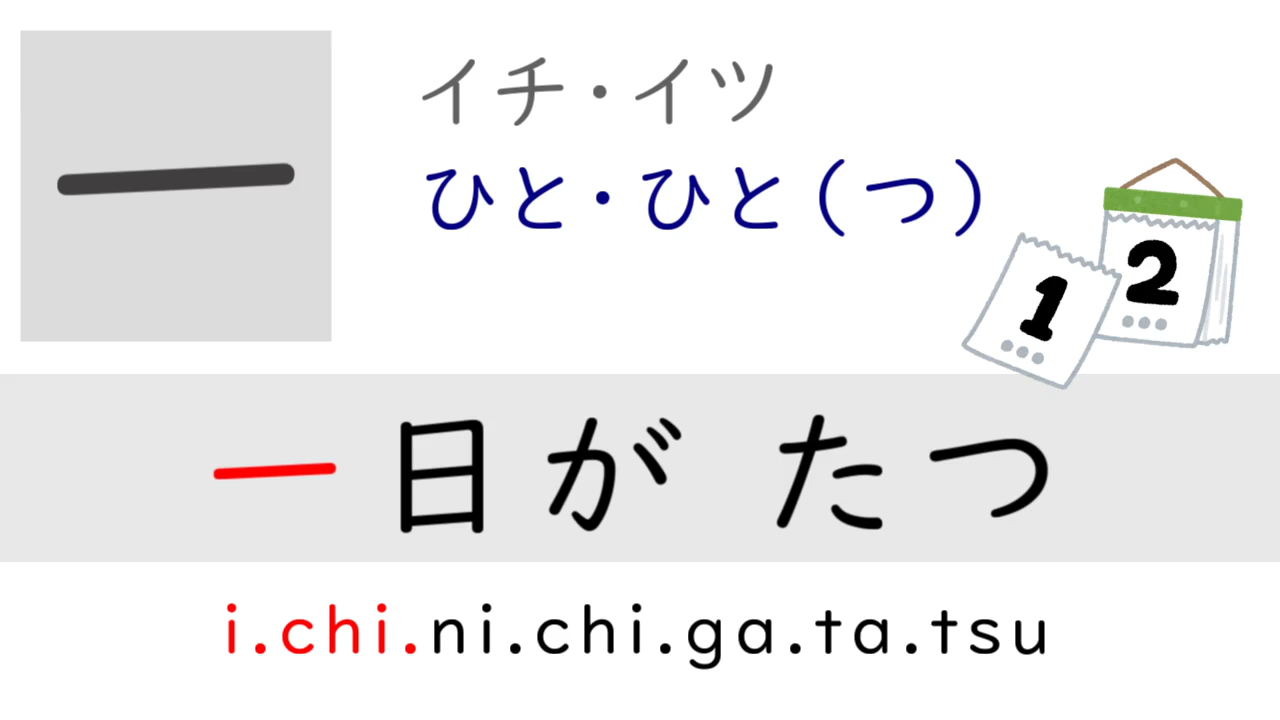 一
イチ・イツ
ひと・ひと(つ)
1
2
一日が たつ
i.chi.ni.chi.ga.ta.tsu